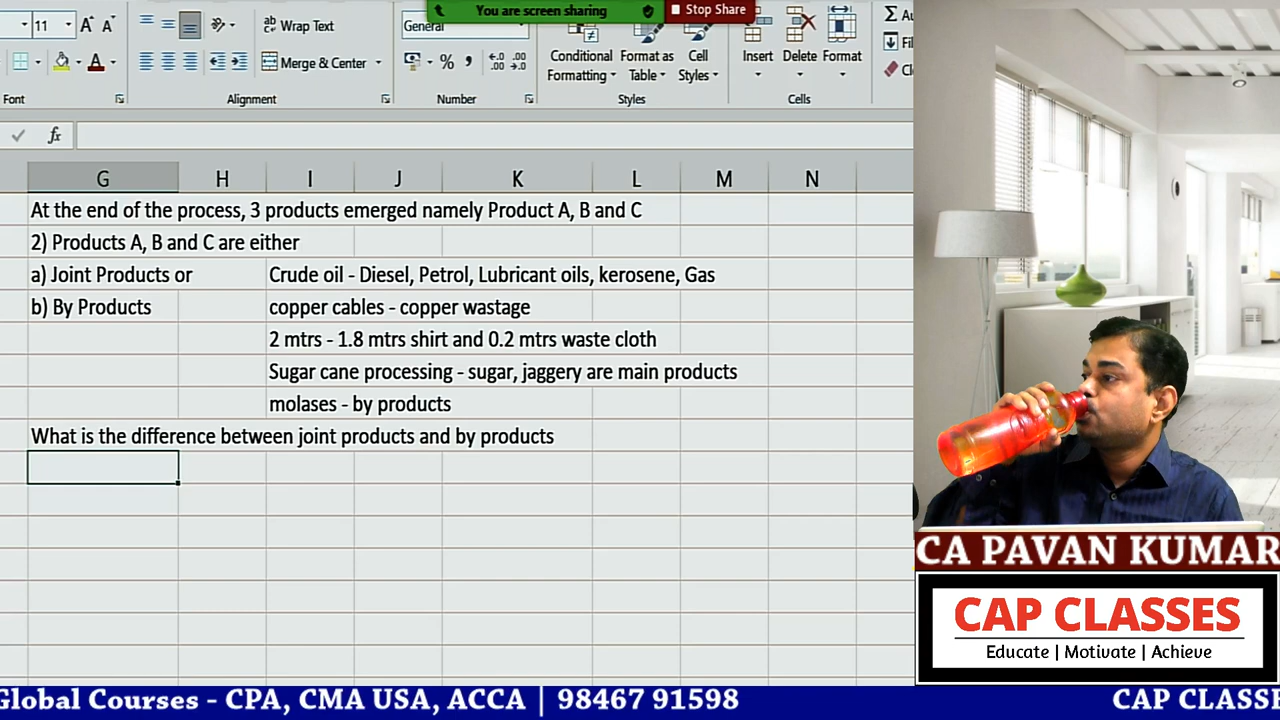 11
A
A
ab
Wrap Text
General
You are screen sharing
Stop Share
Σ Au
Fil
Merge & Center
%
Conditional
Formatting
Format as
Table
Cell
Styles
Insert
Delete
Format
Font
Alignment
Number
Styles
Cells
fx
G H I J K L M N
At the end of the process, 3 products emerged namely Product A, B and C
2) Products A, B and C are either
a) Joint Products or
Crude oil - Diesel, Petrol, Lubricant oils, kerosene, Gas
b) By Products
copper cables - copper wastage
2 mtrs - 1.8 mtrs shirt and 0.2 mtrs waste cloth
Sugar cane processing - sugar, jaggery are main products
molases - by products
What is the difference between joint products and by products
CA PAVAN KUMAR
CAP CLASSES
Educate | Motivate | Achieve
Global Courses - CPA, CMA USA, ACCA | 98467 91598
CAP CLASSE